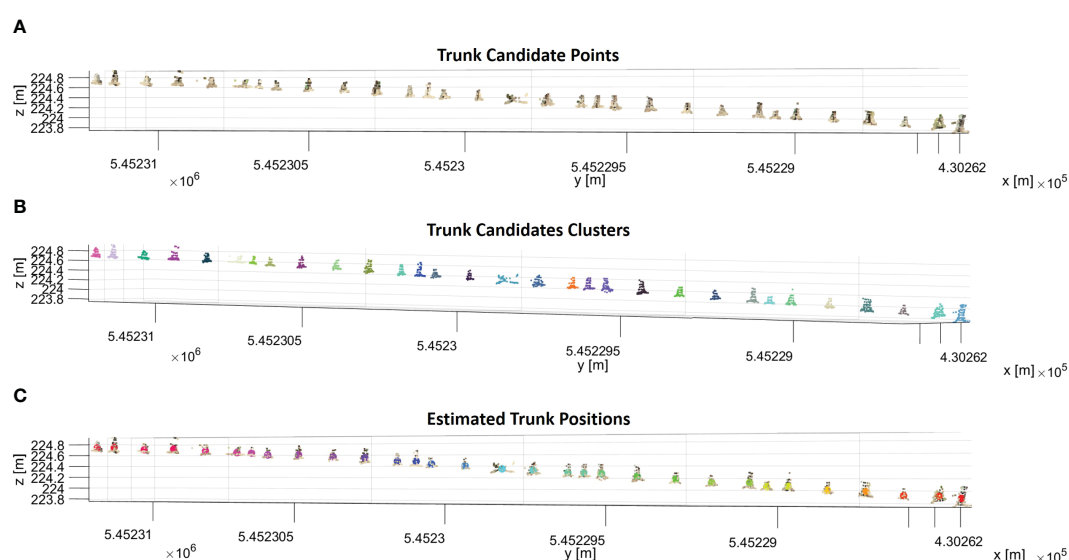 A
Trunk Candidate Points
224.8
224.6
224.4
224.2
224
223.8
z [m]
5.45231
5.452305
5.4523
5.452295
5.45229
4.30262
×10⁶
y [m]
x [m] ×10⁵
B
Trunk Candidates Clusters
224.8
224.6
224.4
224.2
224
223.8
z [m]
5.45231
5.452305
5.4523
5.452295
5.45229
4.30262
×10⁶
y [m]
x [m] ×10⁵
C
Estimated Trunk Positions
224.8
224.6
224.4
224.2
224
223.8
z [m]
5.45231
5.452305
5.4523
5.452295
5.45229
4.30262
×10⁶
y [m]
x [m] ×10⁵